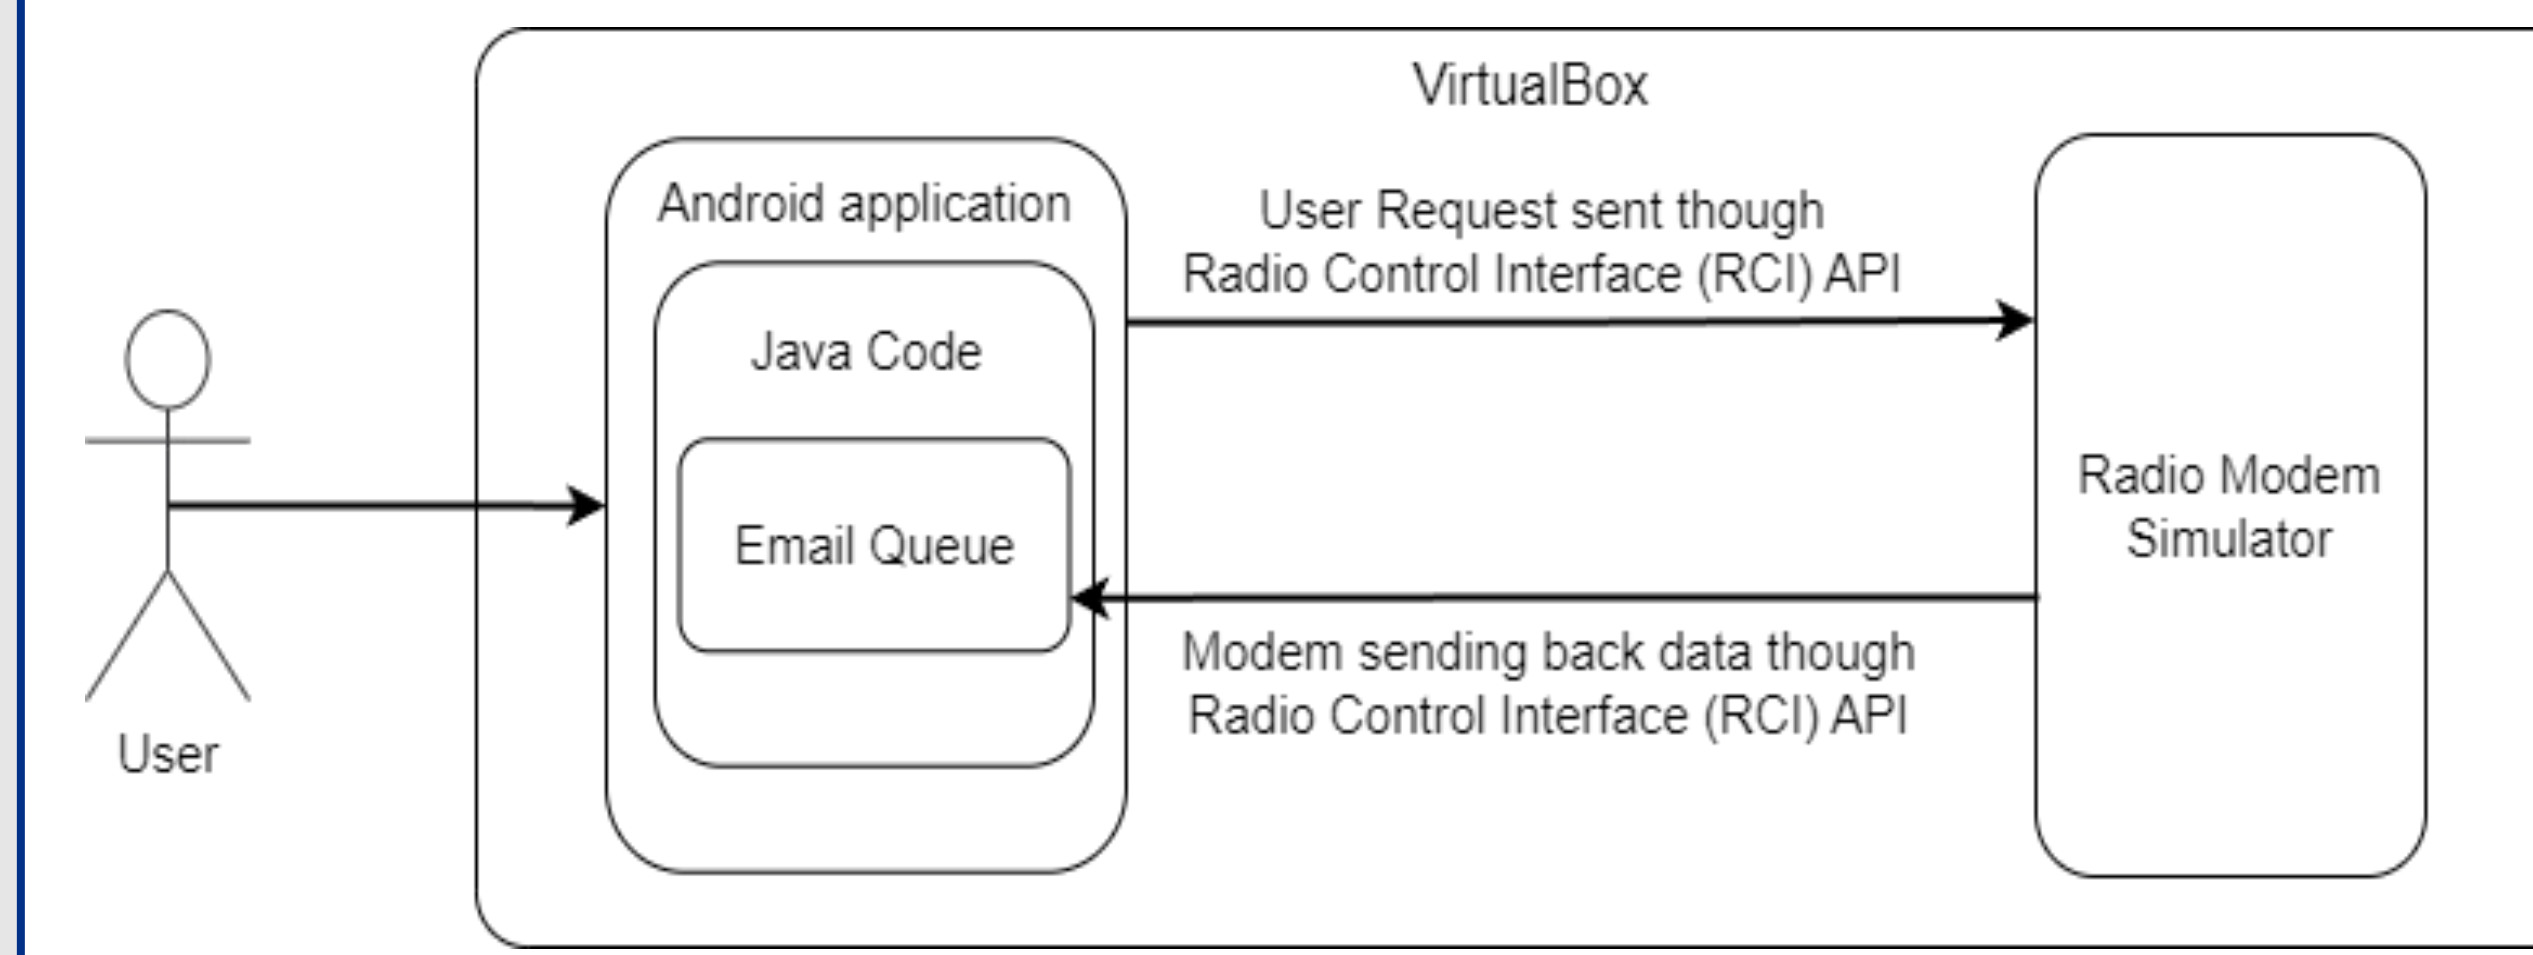 VirtualBox
Android application
User Request sent though
Radio Control Interface (RCI) API
Java Code
Radio Modem
Simulator
Email Queue
Modem sending back data though
Radio Control Interface (RCI) API
User